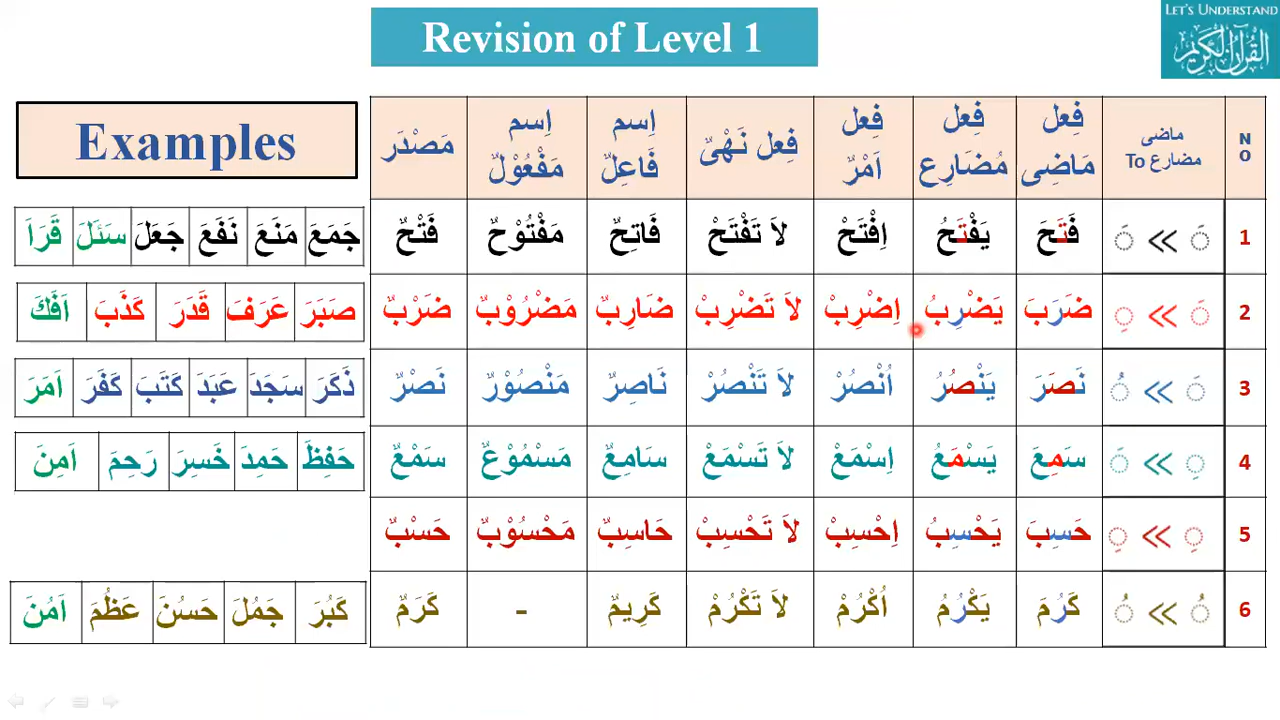 Revision of Level 1
LET'S UNDERSTAND
القرآن الكريم
Examples
NO
ماضی
To مضارع
فِعل مَاضِی
فِعل مُضَارِع
فِعل اَمْرٌ
فِعل نَهْیٌ
اِسم فَاعِلٌ
اِسم مَفْعُوْلٌ
مَصْدَر
1 َ >> َ فَتَحَ يَفْتَحُ اِفْتَحْ لاَ تَفْتَحْ فَاتِحٌ مَفْتُوْحٌ فَتْحٌ
جَمَعَ مَنَعَ نَفَعَ جَعَلَ سَئَلَ قَرَاَ
2 َ >> ِ ضَرَبَ يَضْرِبُ اِضْرِبْ لاَ تَضْرِبْ ضَارِبٌ مَضْرُوْبٌ ضَرْبٌ
صَبَرَ عَرَفَ قَدَرَ كَذَبَ اَفَكَ
3 َ >> ُ نَصَرَ يَنْصُرُ اُنْصُرْ لاَ تَنْصُرْ نَاصِرٌ مَنْصُوْرٌ نَصْرٌ
ذَكَرَ سَجَدَ عَبَدَ كَتَبَ كَفَرَ اَمَرَ
4 ِ >> َ سَمِعَ يَسْمَعُ اِسْمَعْ لاَ تَسْمَعْ سَامِعٌ مَسْمُوْعٌ سَمْعٌ
حَفِظَ حَمِدَ خَسِرَ رَحِمَ اَمِنَ
5 ِ >> ِ حَسِبَ يَحْسِبُ اِحْسِبْ لاَ تَحْسِبْ حَاسِبٌ مَحْسُوْبٌ حَسْبٌ
6 ُ >> ُ كَرُمَ يَكْرُمُ اُكْرُمْ لاَ تَكْرُمْ كَرِيمٌ - كَرَمٌ
كَبُرَ جَمُلَ حَسُنَ عَظُمَ اَمُنَ